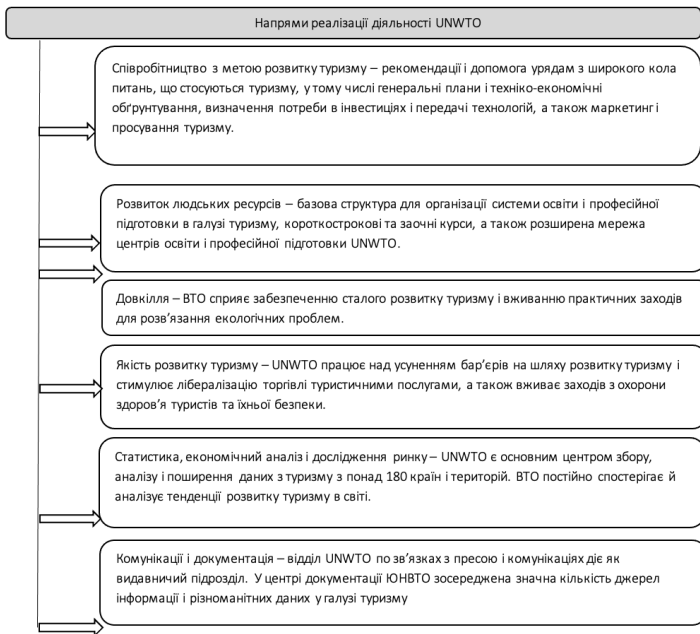 Напрями реалізації діяльності UNWTO
Співробітництво з метою розвитку туризму – рекомендації і допомога урядам з широкого кола
питань, що стосуються туризму, у тому числі генеральні плани і техніко-економічні
обґрунтування, визначення потреби в інвестиціях і передачі технологій, а також маркетинг і
просування туризму.
Розвиток людських ресурсів – базова структура для організації системи освіти і професійної
підготовки в галузі туризму, короткострокові та заочні курси, а також розширена мережа
центрів освіти і професійної підготовки UNWTO.
Довкілля – ВТО сприяє забезпеченню сталого розвитку туризму і вживанню практичних заходів
для розв’язання екологічних проблем.
Якість розвитку туризму – UNWTO працює над усуненням бар’єрів на шляху розвитку туризму і
стимулює лібералізацію торгівлі туристичними послугами, а також вживає заходів з охорони
здоров’я туристів та їхньої безпеки.
Статистика, економічний аналіз і дослідження ринку – UNWTO є основним центром збору,
аналізу і поширення даних з туризму з понад 180 країн і територій. ВТО постійно спостерігає й
аналізує тенденції розвитку туризму в світі.
Комунікації і документація – відділ UNWTO по зв’язках з пресою і комунікаціях діє як
видавничий підрозділ. У центрі документації ЮНВТО зосереджена значна кількість джерел
інформації і різноманітних даних у галузі туризму